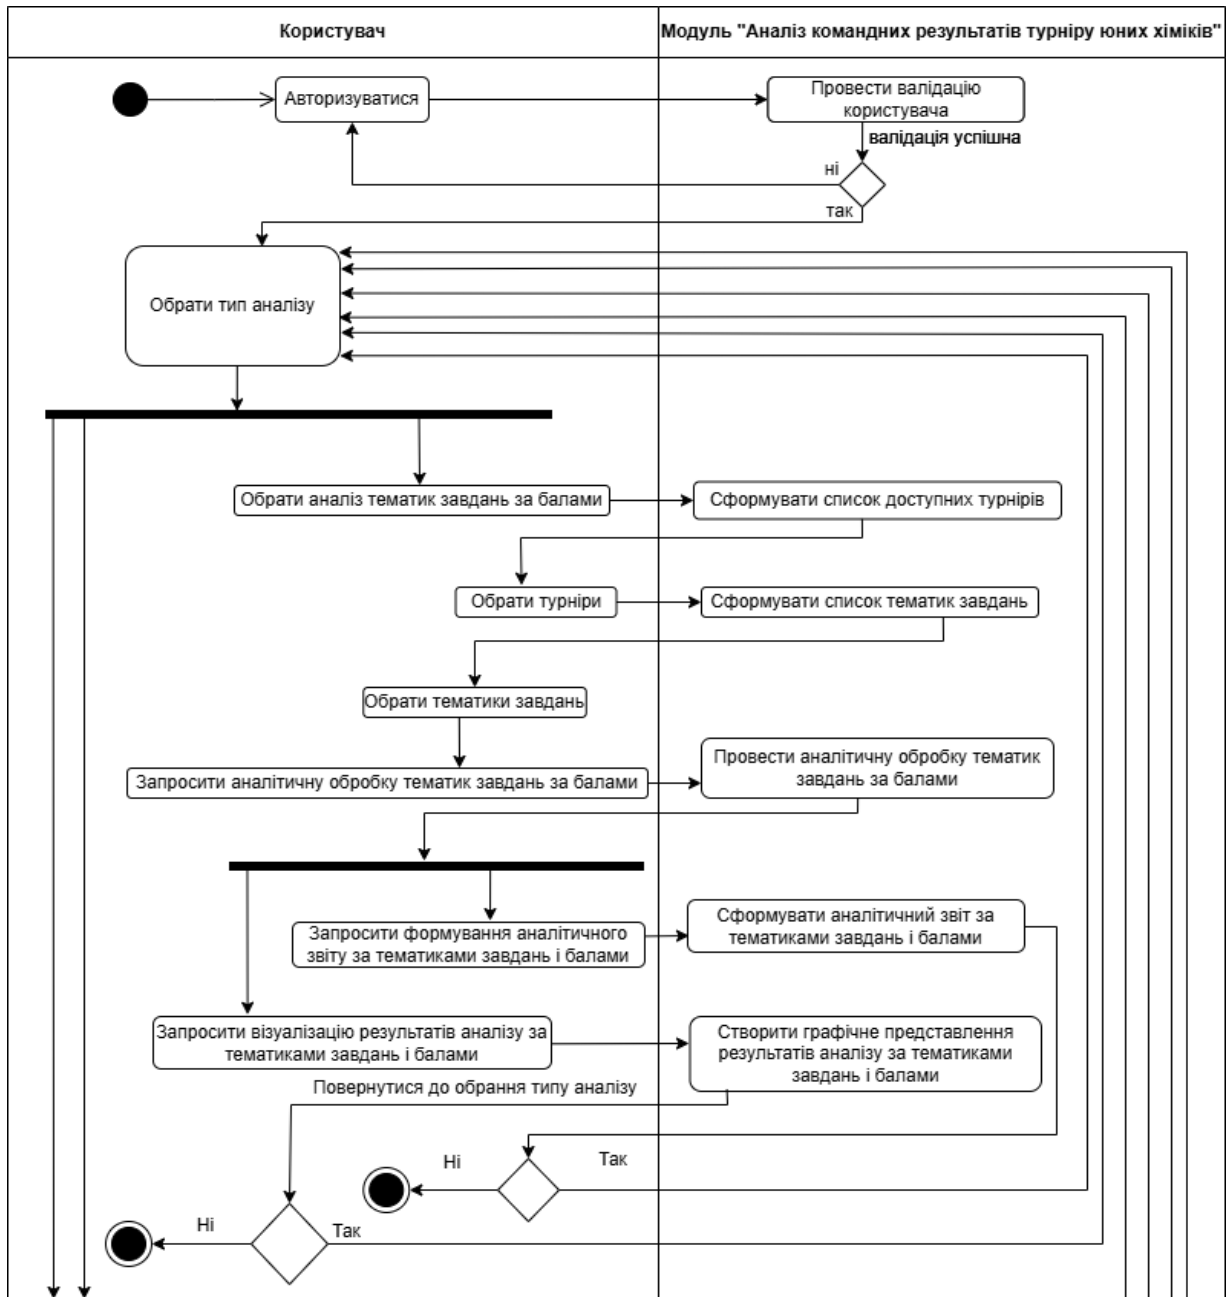 Користувач
Модуль "Аналіз командних результатів турніру юних хіміків"
Авторизуватися
Провести валідацію
користувача
валідація успішна
ні
так
Обрати тип аналізу
Обрати аналіз тематик завдань за балами
Сформувати список доступних турнірів
Обрати турніри
Сформувати список тематик завдань
Обрати тематики завдань
Запросити аналітичну обробку тематик завдань за балами
Провести аналітичну обробку тематик
завдань за балами
Запросити формування аналітичного
звіту за тематиками завдань і балами
Сформувати аналітичний звіт за
тематиками завдань і балами
Запросити візуалізацію результатів аналізу за
тематиками завдань і балами
Створити графічне представлення
результатів аналізу за тематиками
завдань і балами
Повернутися до обрання типу аналізу
Ні
Так
Ні
Так